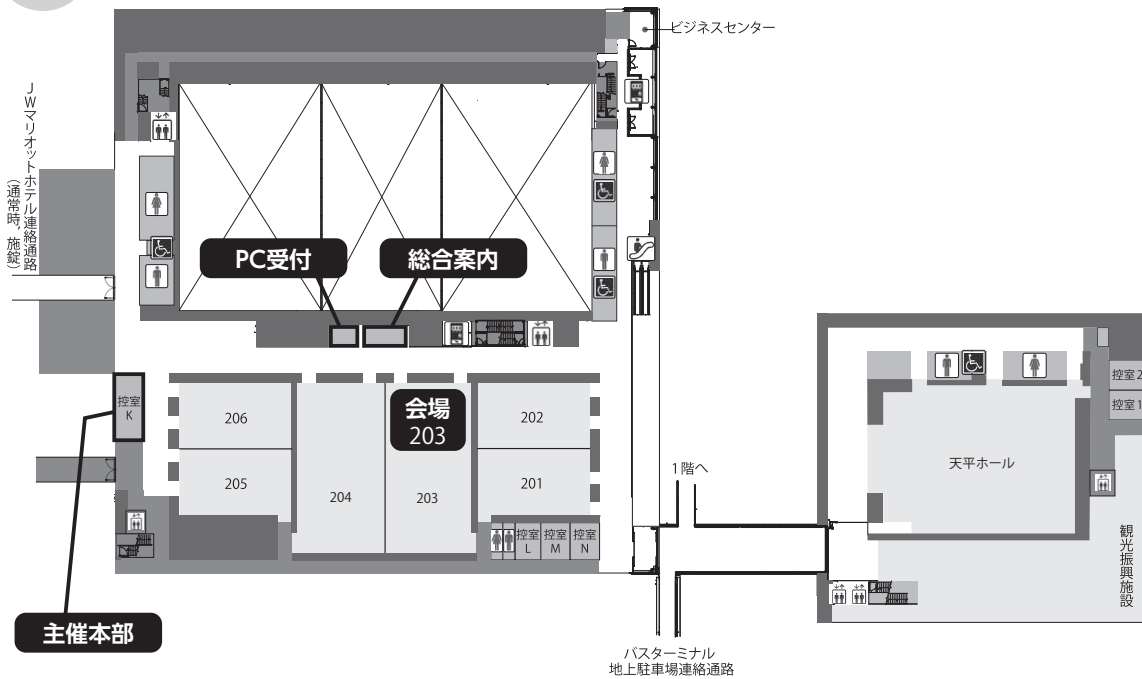 ビジネスセンター
JWマリオットホテル連絡通路
(通常時, 施錠)
PC受付
総合案内
控室
K
206
会場
203
202
控室2
控室1
205
204
203
201
天平ホール
1階へ
控室
L
控室
M
控室
N
観光振興施設
主催本部
バスターミナル
地上駐車場連絡通路